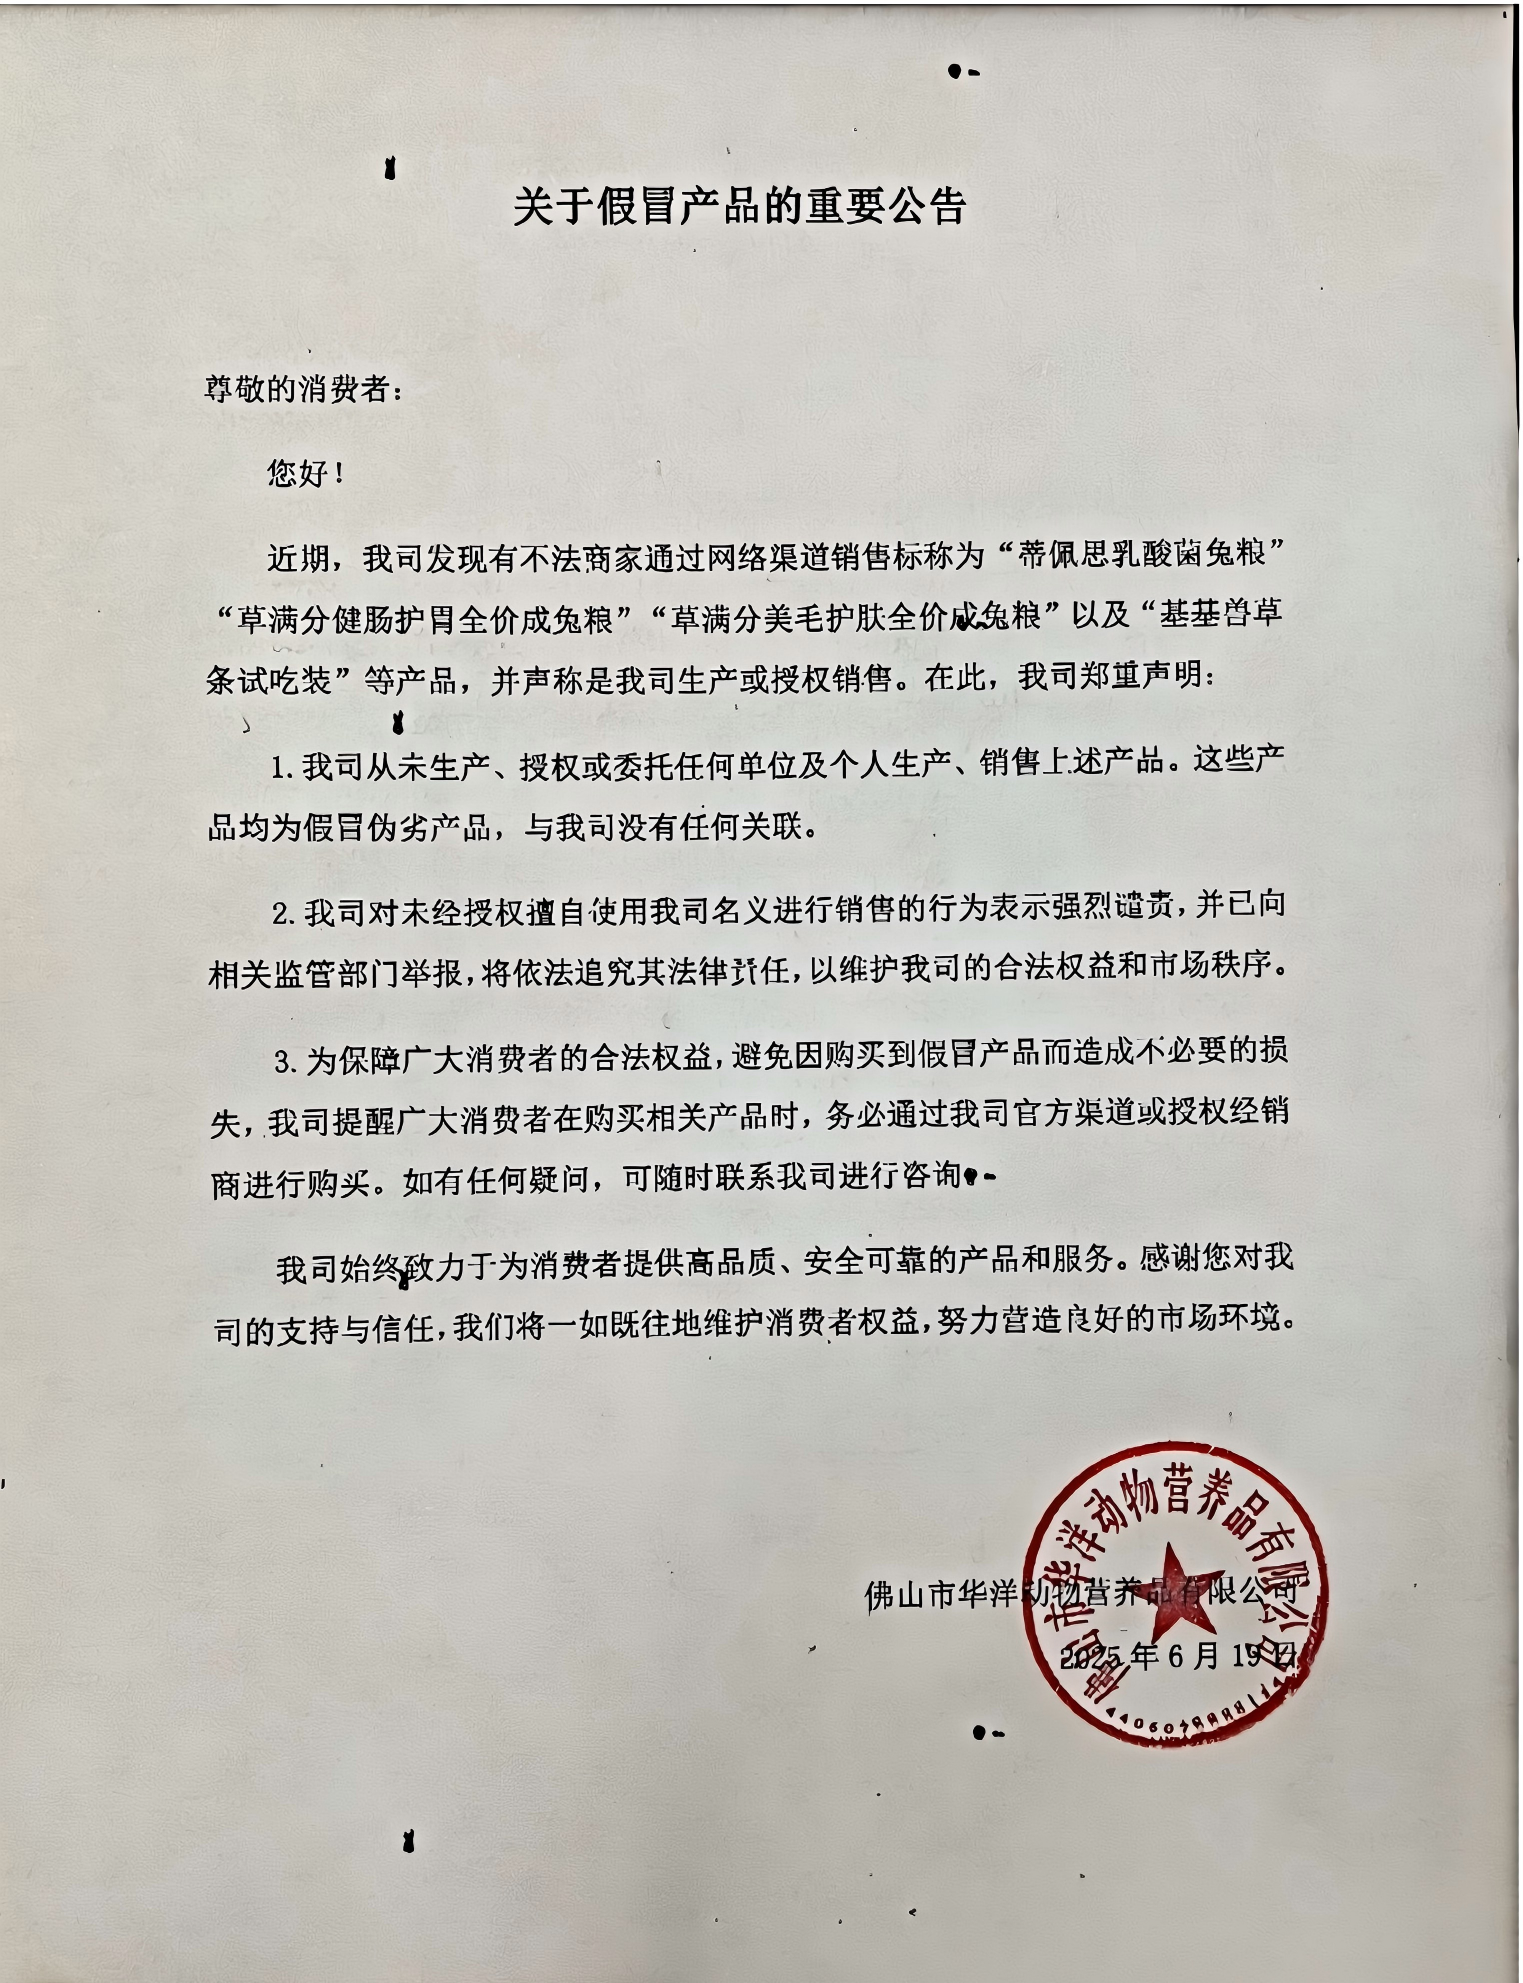 关于假冒产品的重要公告
尊敬的消费者：
您好！
近期，我司发现有不法商家通过网络渠道销售标称为“蒂佩思乳酸菌兔粮”
“草满分健肠护胃全价成兔粮”“草满分美毛护肤全价成兔粮”以及“基基兽草
条试吃装”等产品，并声称是我司生产或授权销售。在此，我司郑重声明：
1.我司从未生产、授权或委托任何单位及个人生产、销售上述产品。这些产
品均为假冒伪劣产品，与我司没有任何关联。
2.我司对未经授权擅自使用我司名义进行销售的行为表示强烈谴责，并已向
相关监管部门举报，将依法追究其法律责任，以维护我司的合法权益和市场秩序。
3.为保障广大消费者的合法权益，避免因购买到假冒产品而造成不必要的损
失，我司提醒广大消费者在购买相关产品时，务必通过我司官方渠道或授权经销
商进行购买。如有任何疑问，可随时联系我司进行咨询。
我司始终致力于为消费者提供高品质、安全可靠的产品和服务。感谢您对我
司的支持与信任，我们将一如既往地维护消费者权益，努力营造良好的市场环境。
佛山市华洋动物营养品有限公司
2025年6月19日
佛山市华洋动物营养品有限公司